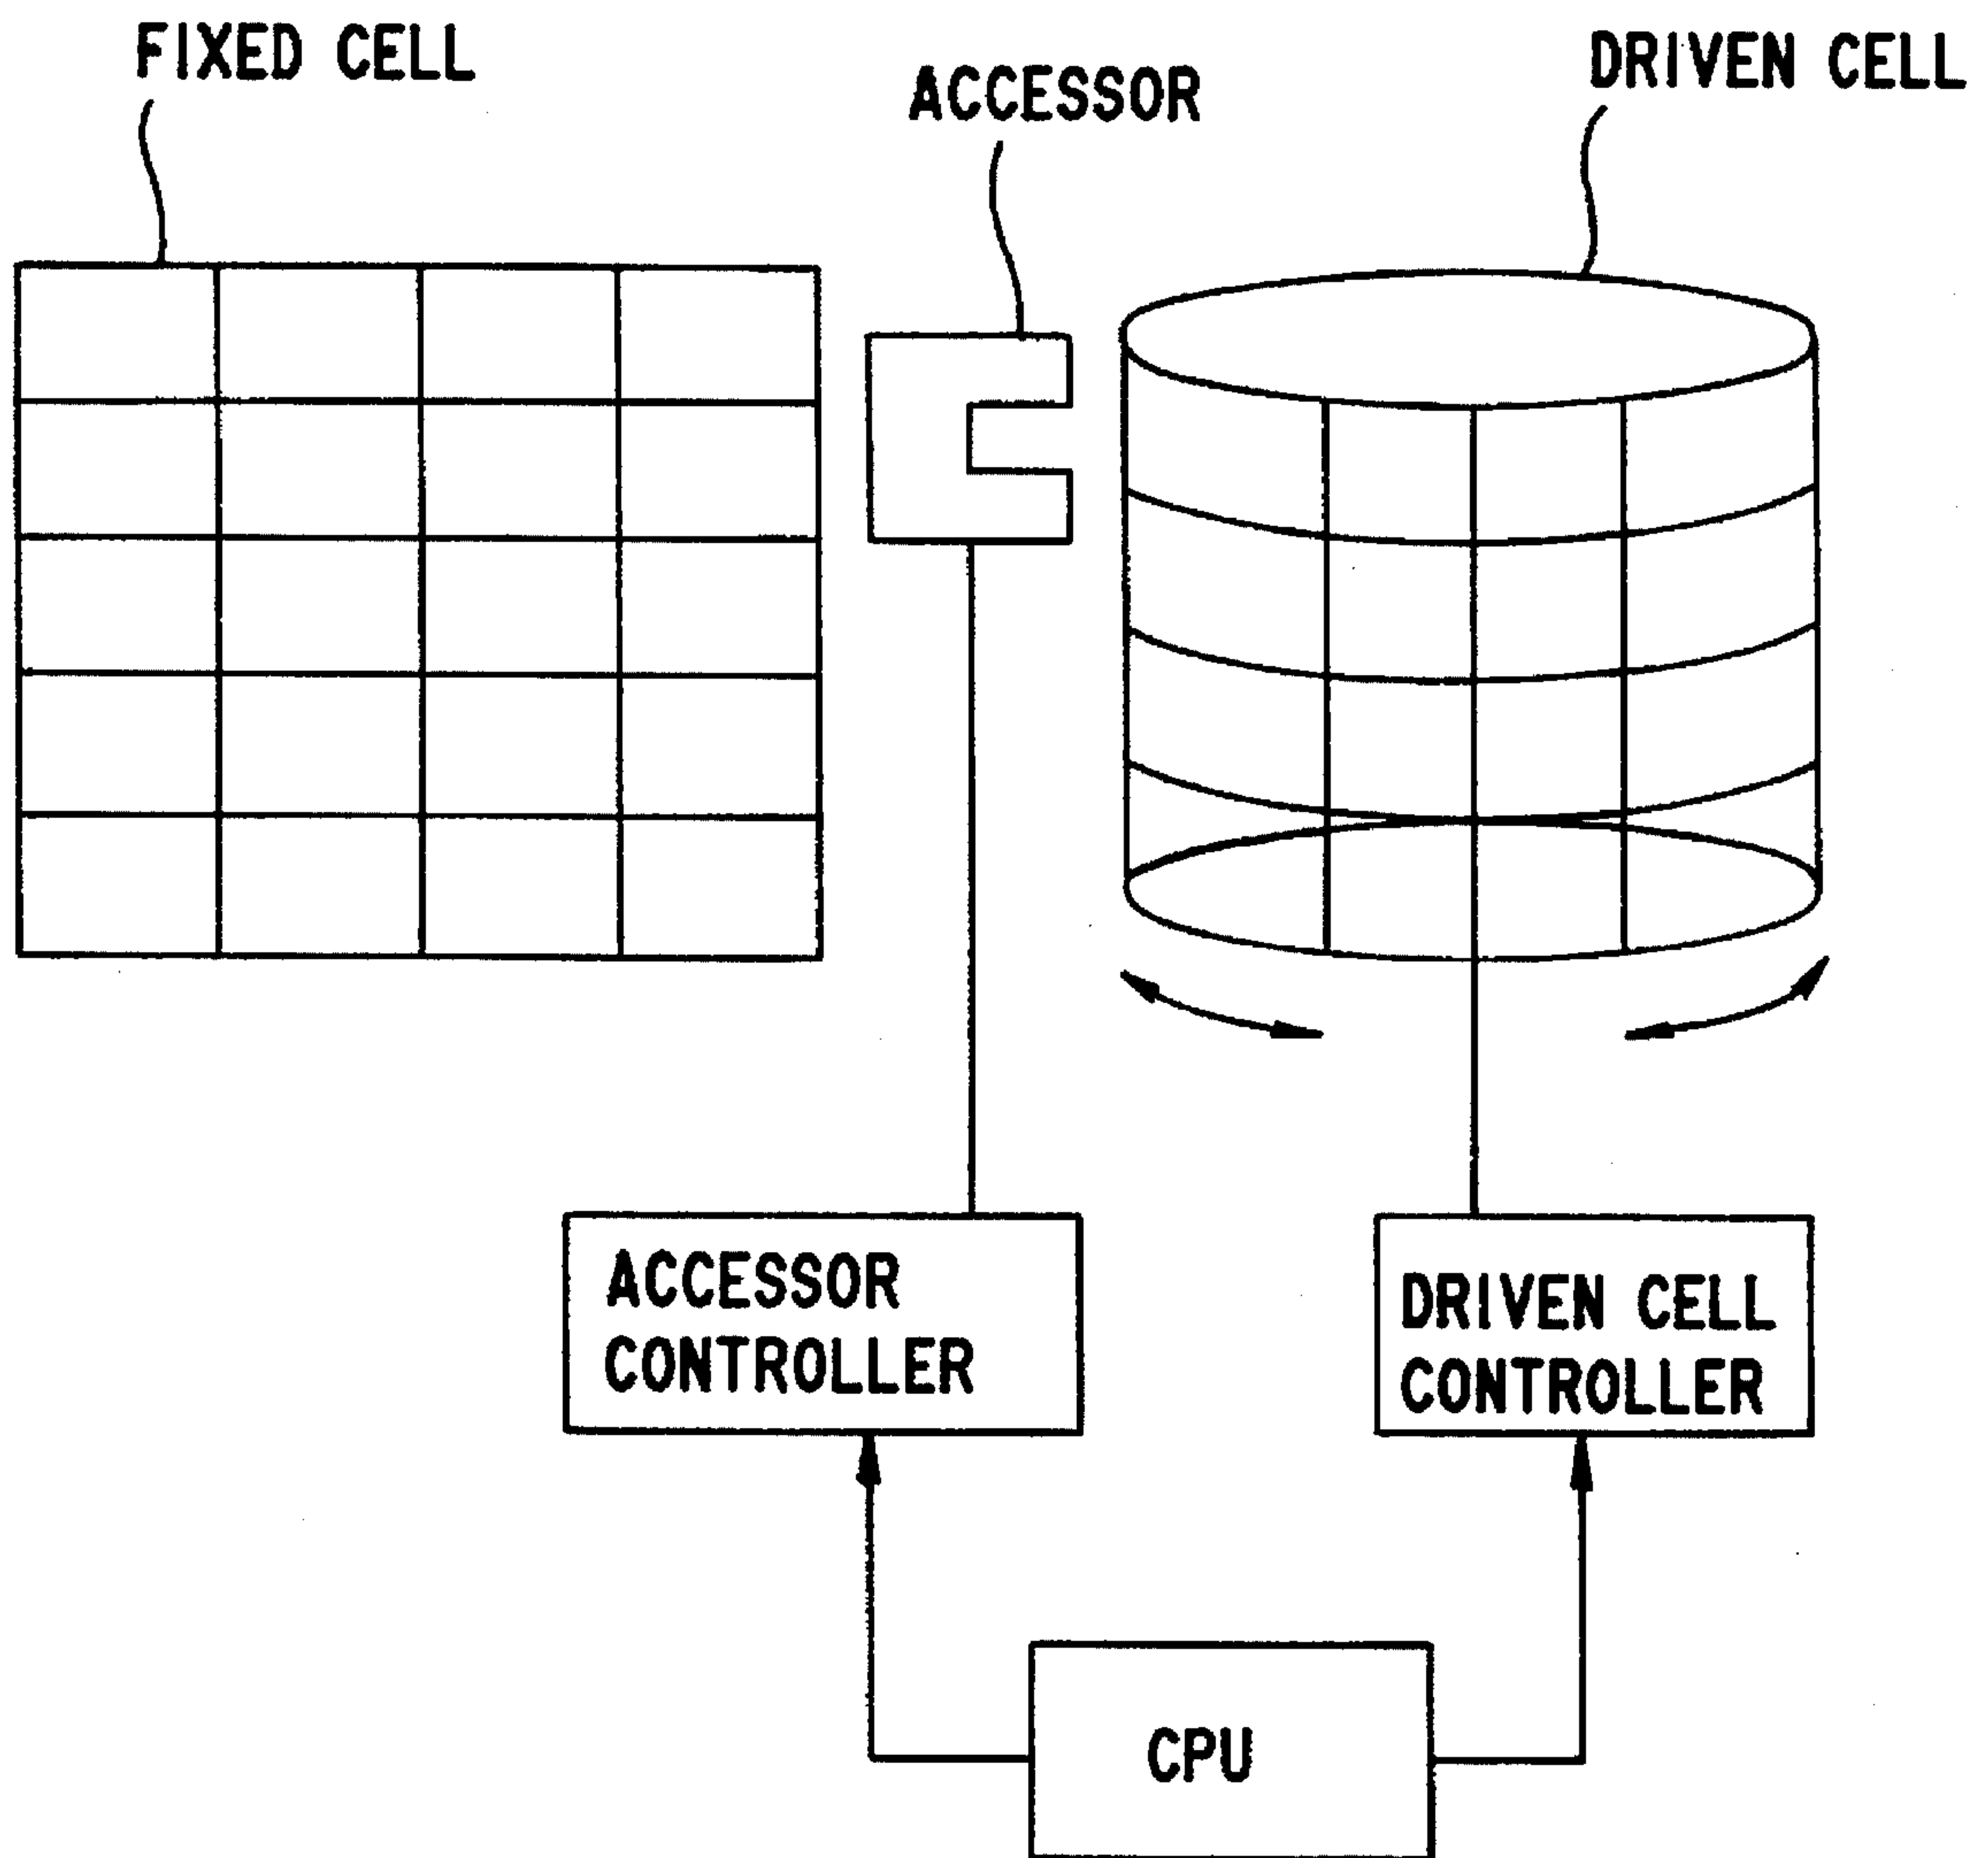 FIXED CELL
ACCESSOR
DRIVEN CELL
ACCESSOR
CONTROLLER
DRIVEN CELL
CONTROLLER
CPU